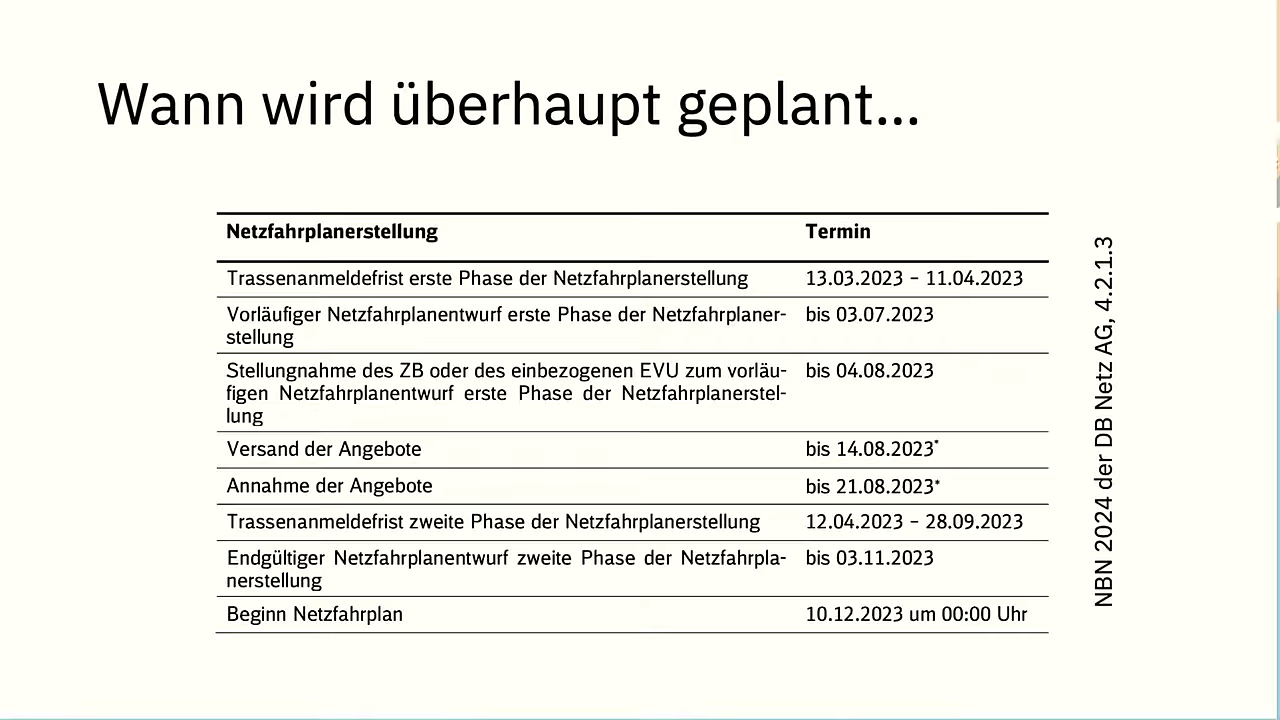 Wann wird überhaupt geplant...
Netzfahrplanerstellung Termin
Trassenanmeldefrist erste Phase der Netzfahrplanerstellung 13.03.2023 – 11.04.2023
Vorläufiger Netzfahrplanentwurf erste Phase der Netzfahrplaner- bis 03.07.2023
stellung
Stellungnahme des ZB oder des einbezogenen EVU zum vorläu- bis 04.08.2023
figen Netzfahrplanentwurf erste Phase der Netzfahrplanerstel-
lung
Versand der Angebote bis 14.08.2023*
Annahme der Angebote bis 21.08.2023*
Trassenanmeldefrist zweite Phase der Netzfahrplanerstellung 12.04.2023 – 28.09.2023
Endgültiger Netzfahrplanentwurf zweite Phase der Netzfahrpla- bis 03.11.2023
nerstellung
Beginn Netzfahrplan 10.12.2023 um 00:00 Uhr
NBN 2024 der DB Netz AG, 4.2.1.3